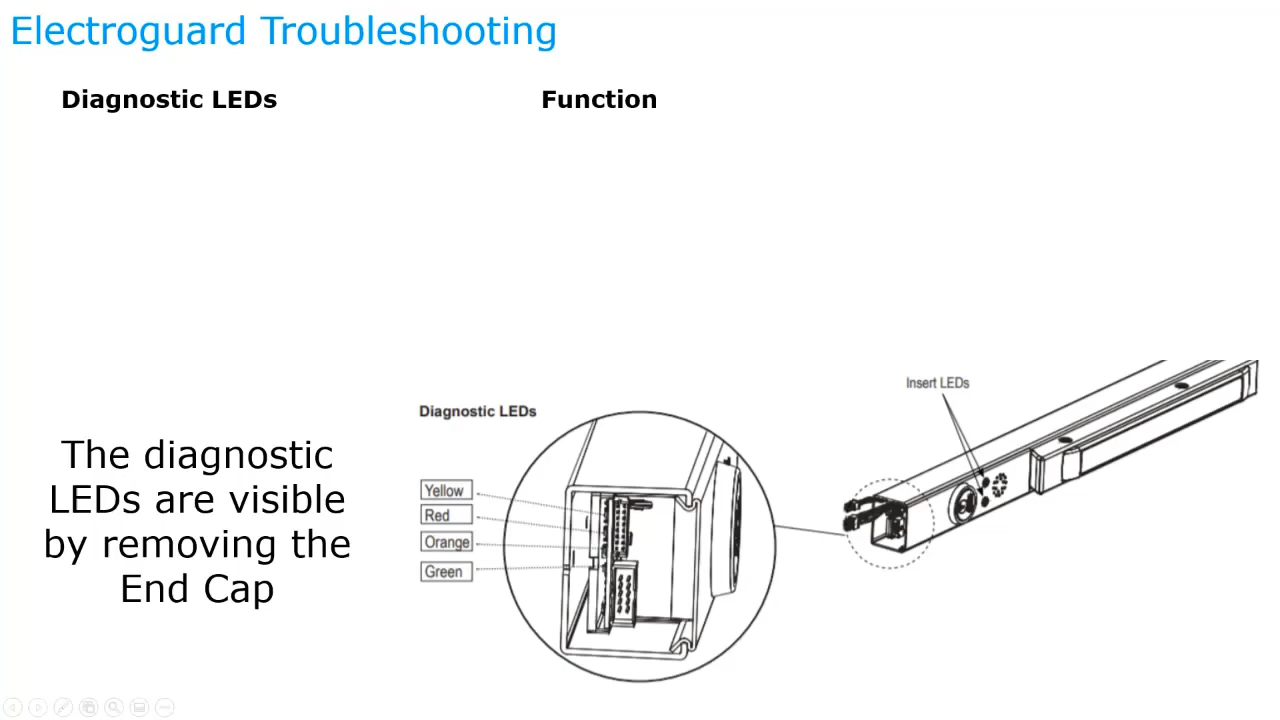 Electroguard Troubleshooting
Diagnostic LEDs
Function
The diagnostic
LEDs are visible
by removing the
End Cap
Diagnostic LEDs
Yellow
Red
Orange
Green
Insert LEDs